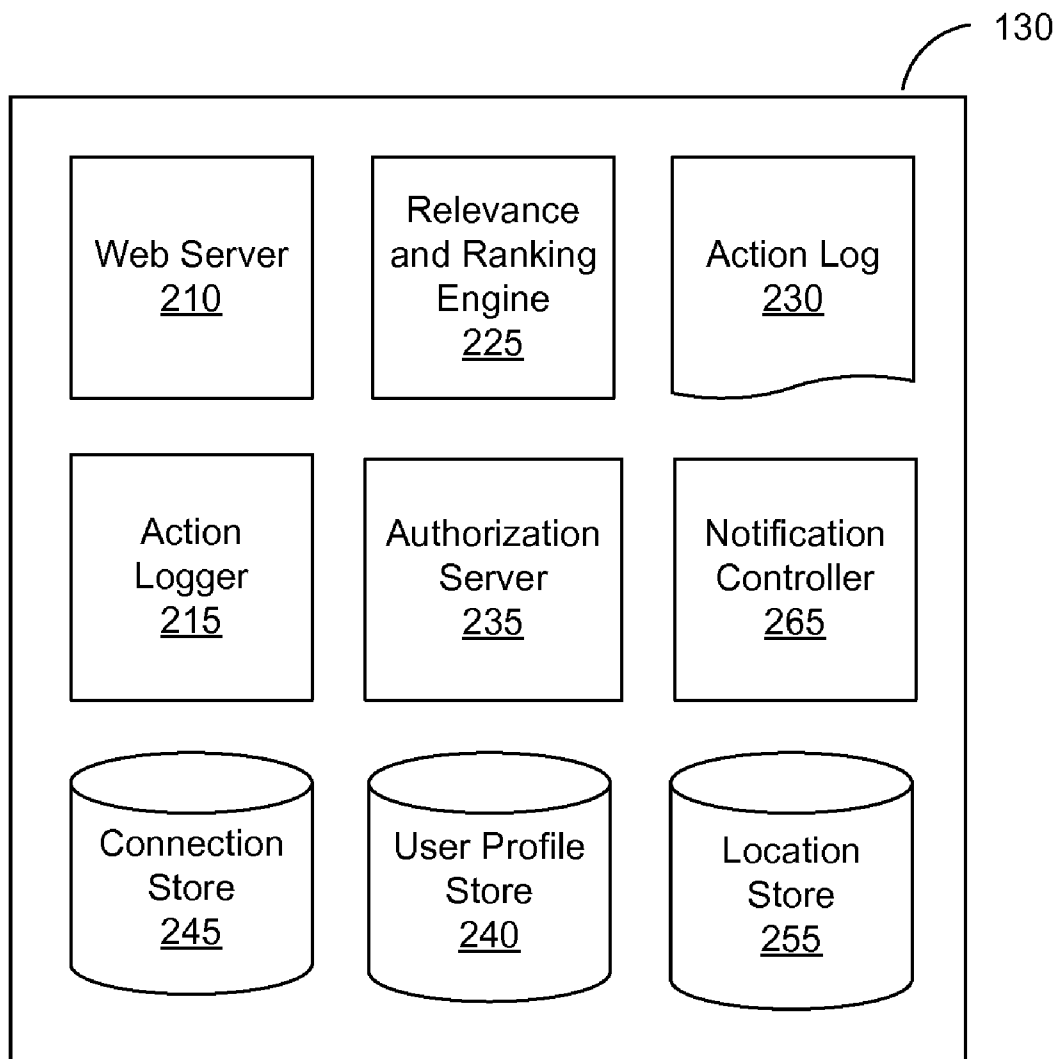 130
Web Server
210
Relevance
and Ranking
Engine
225
Action Log
230
Action
Logger
215
Authorization
Server
235
Notification
Controller
265
Connection
Store
245
User Profile
Store
240
Location
Store
255